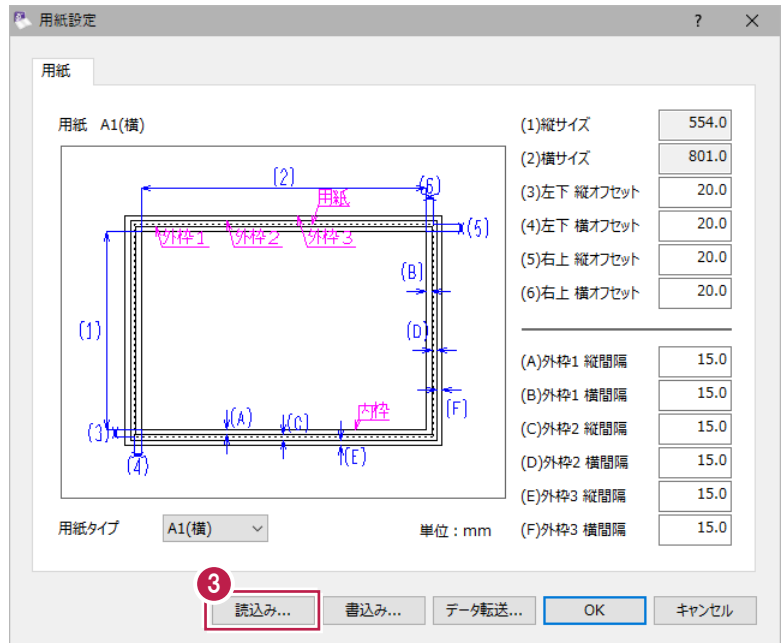 用紙設定
?
用紙
用紙 A1(横)
(2)
(6)
用紙
(5)
外枠1
外枠2
外枠3
(B)
(1)
(D)
(F)
内枠
(A)
(C)
(3)
(4)
(E)
(1)縦サイズ 554.0
(2)横サイズ 801.0
(3)左下 縦オフセット 20.0
(4)左下 横オフセット 20.0
(5)右上 縦オフセット 20.0
(6)右上 横オフセット 20.0
(A)外枠1 縦間隔 15.0
(B)外枠1 横間隔 15.0
(C)外枠2 縦間隔 15.0
(D)外枠2 横間隔 15.0
(E)外枠3 縦間隔 15.0
(F)外枠3 横間隔 15.0
用紙タイプ A1(横)
単位：mm
3
読込み...
書込み...
データ転送...
OK
キャンセル